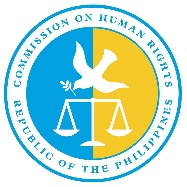 COMMISSION ON HUMAN RIGHTS
REPUBLIC OF THE PHILIPPINES